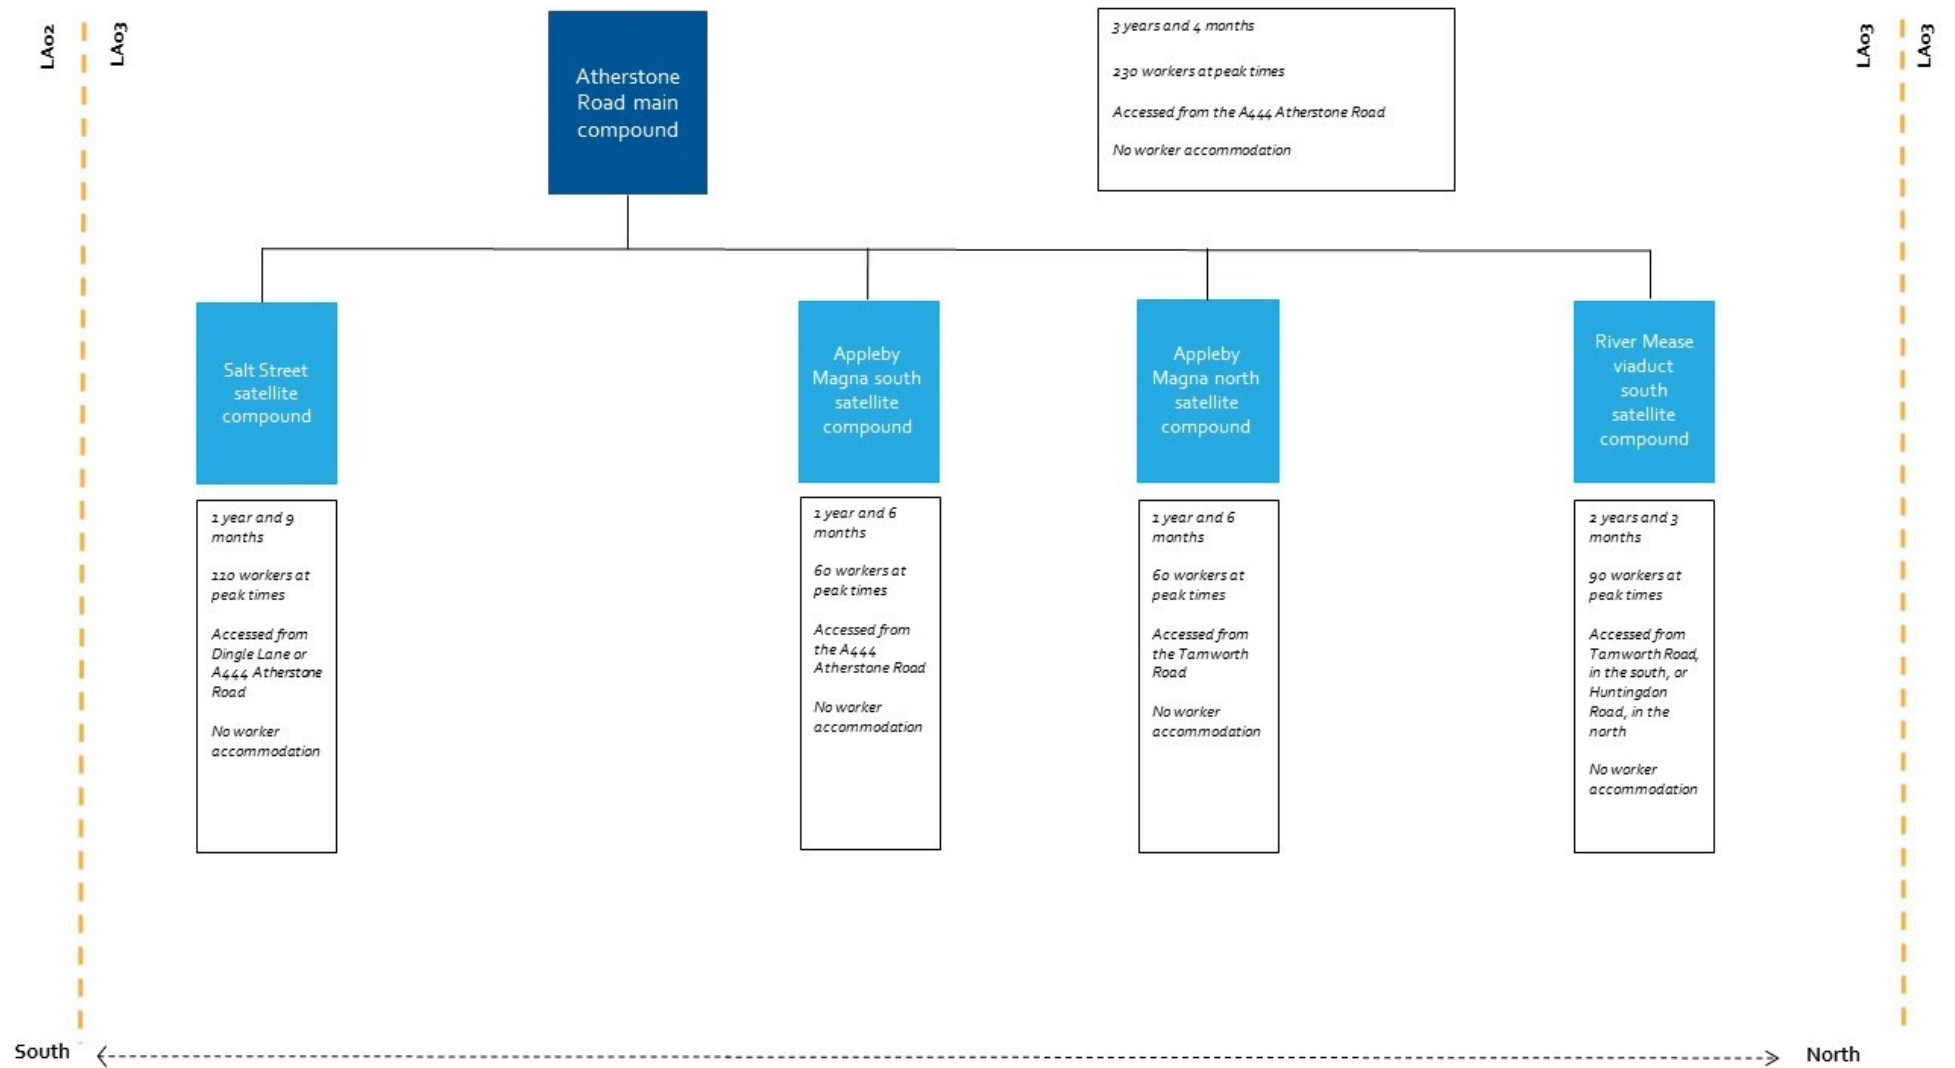 LA02
LA03
Atherstone
Road main
compound
3 years and 4 months
230 workers at peak times
Accessed from the A444 Atherstone Road
No worker accommodation
LA03
LA03
Salt Street
satellite
compound
Appleby
Magna south
satellite
compound
Appleby
Magna north
satellite
compound
River Mease
viaduct
south
satellite
compound
1 year and 9
months
110 workers at
peak times
Accessed from
Dingle Lane or
A444 Atherstone
Road
No worker
accommodation
1 year and 6
months
60 workers at
peak times
Accessed from
the A444
Atherstone Road
No worker
accommodation
1 year and 6
months
60 workers at
peak times
Accessed from
the Tamworth
Road
No worker
accommodation
2 years and 3
months
90 workers at
peak times
Accessed from
Tamworth Road,
in the south, or
Huntingdon
Road, in the
north
No worker
accommodation
South
North